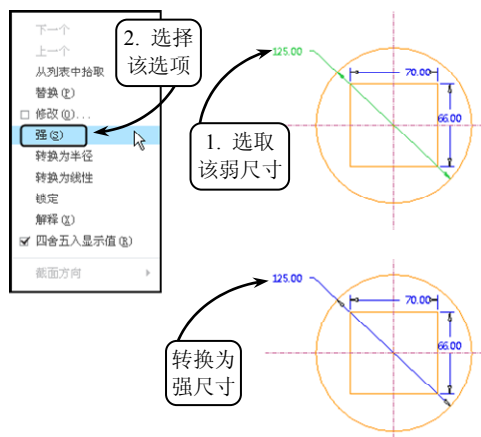 下一个
上一个
从列表中拾取
替换(P)
修改(O)...
强(S)
转换为半径
转换为线性
锁定
解释(X)
四舍五入显示值(R)
截面方向
2. 选择
该选项
125.00
70.00
66.00
1. 选取
该弱尺寸
125.00
70.00
66.00
转换为
强尺寸